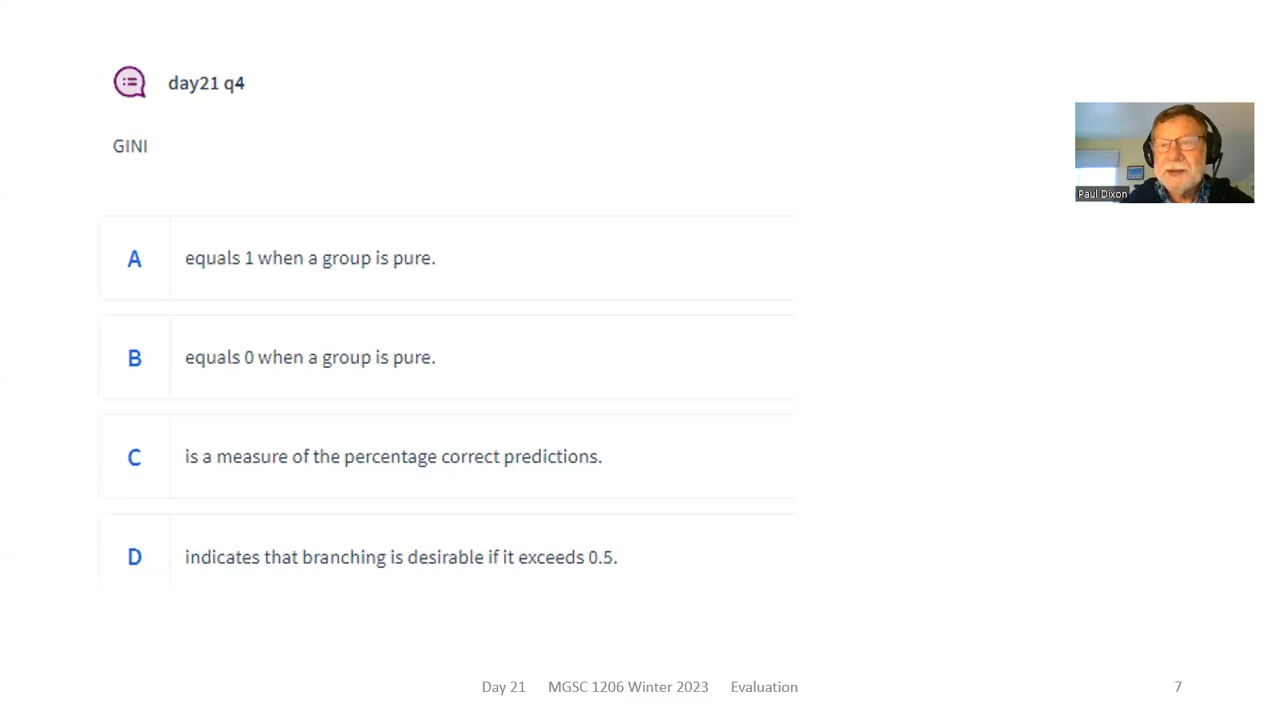 day21 q4
GINI
Paul Dixon
A equals 1 when a group is pure.
B equals 0 when a group is pure.
C is a measure of the percentage correct predictions.
D indicates that branching is desirable if it exceeds 0.5.
Day 21 MGSC 1206 Winter 2023 Evaluation 7